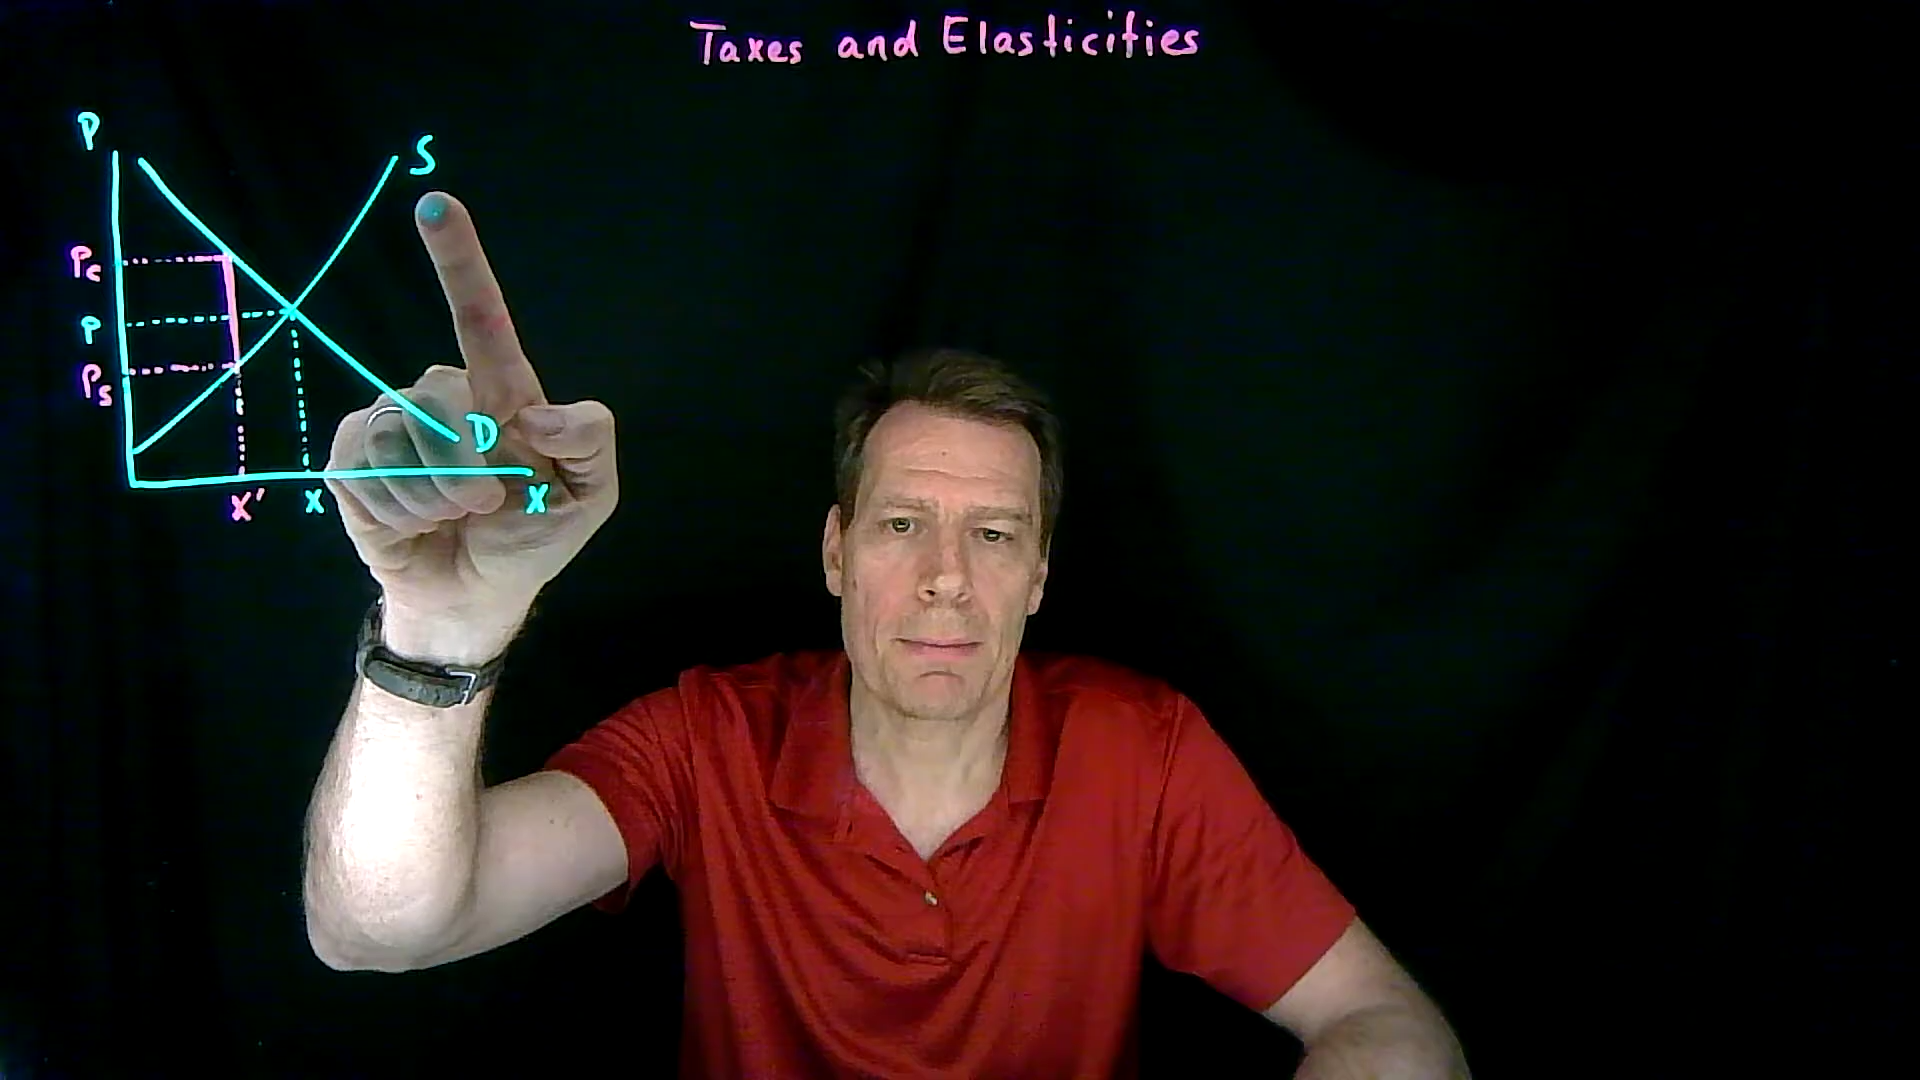 Taxes and Elasticities
P
S
Pc
P
Ps
D
X' X X